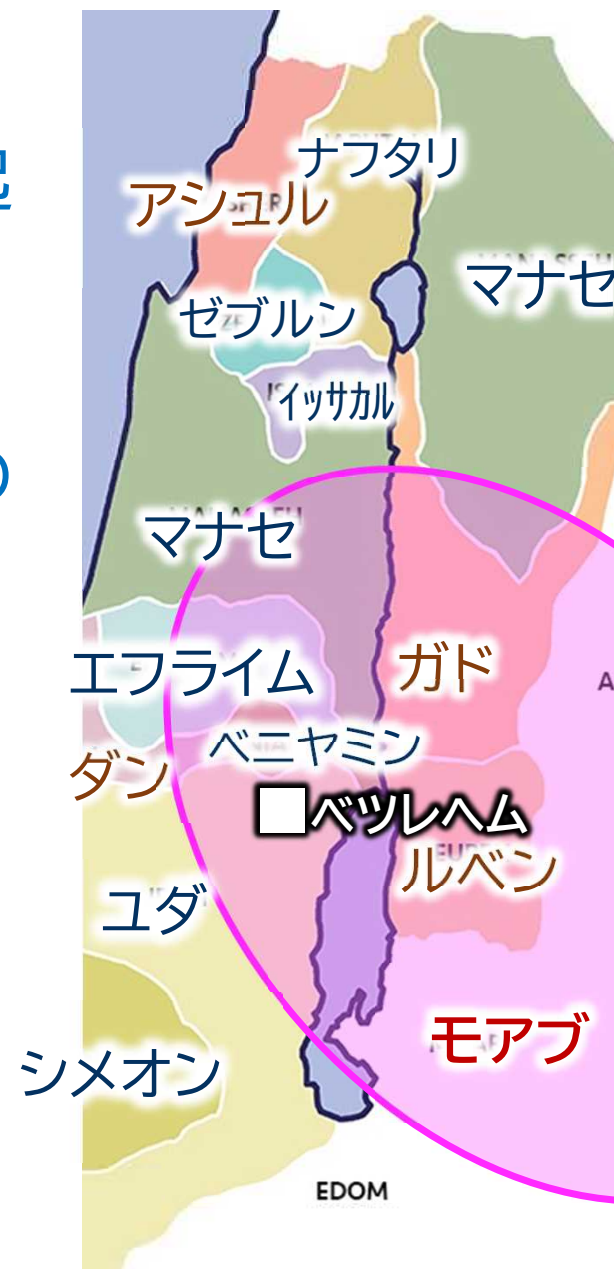 ナフタリ
アシュル
マナセ
ゼブルン
イッサカル
マナセ
エフライム
ガド
ベニヤミン
ダン
ベツレヘム
ルベン
ユダ
モアブ
シメオン
EDOM